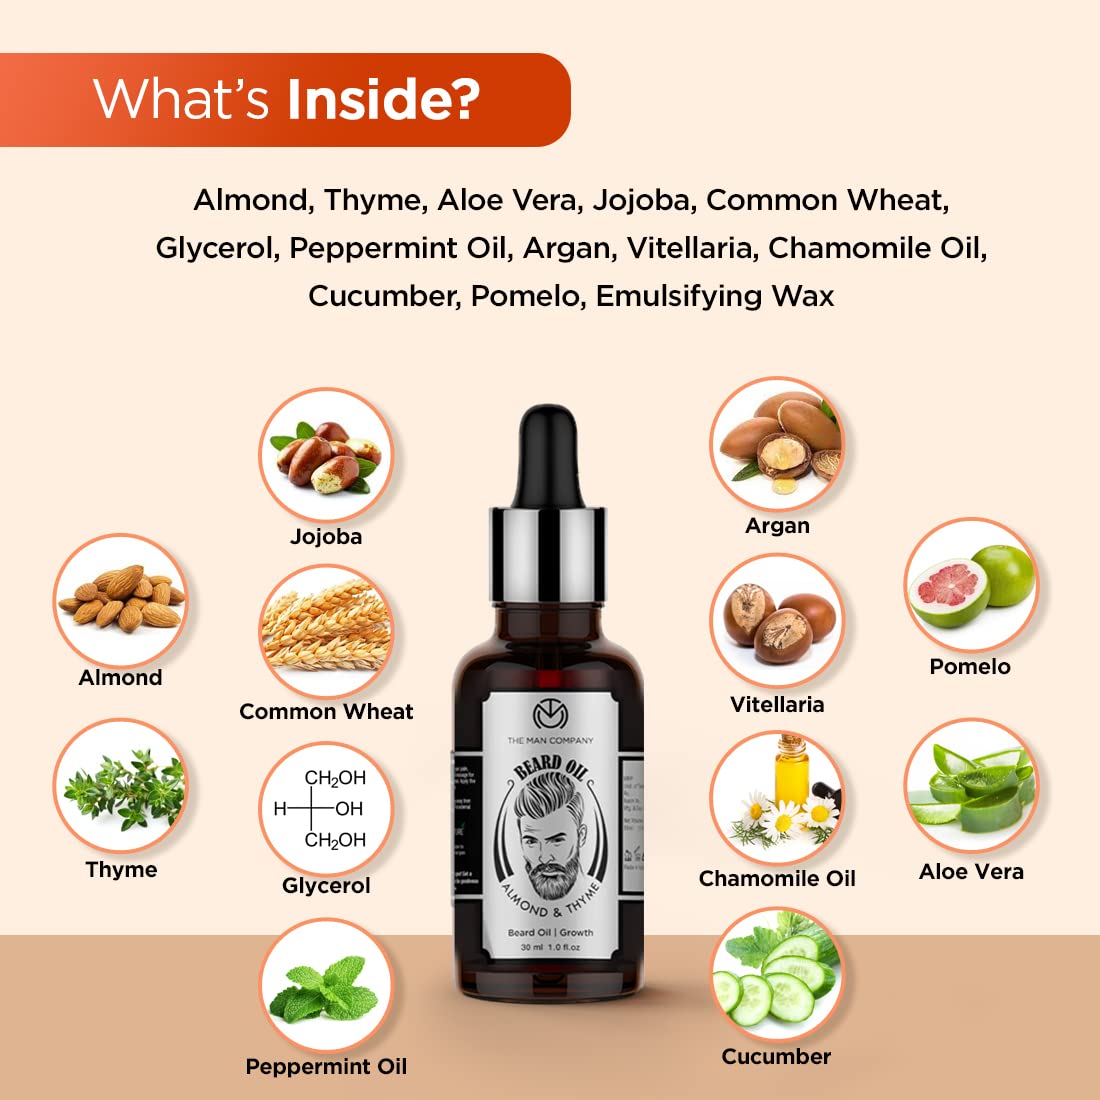 What's Inside?
Almond, Thyme, Aloe Vera, Jojoba, Common Wheat,
Glycerol, Peppermint Oil, Argan, Vitellaria, Chamomile Oil,
Cucumber, Pomelo, Emulsifying Wax
Jojoba
Argan
Almond
Common Wheat
Vitellaria
Pomelo
CH₂OH
H OH
CH₂OH
Thyme
Glycerol
Chamomile Oil
Aloe Vera
Peppermint Oil
Cucumber
THE MAN COMPANY
BEARD OIL
ALMOND & THYME
Beard Oil | Growth
30 ml 1.0 fl.oz